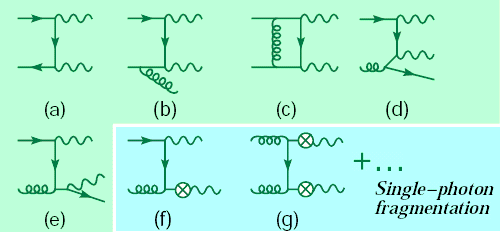 (a) (b) (c) (d)
+...
Single-photon
fragmentation
(e) (f) (g)